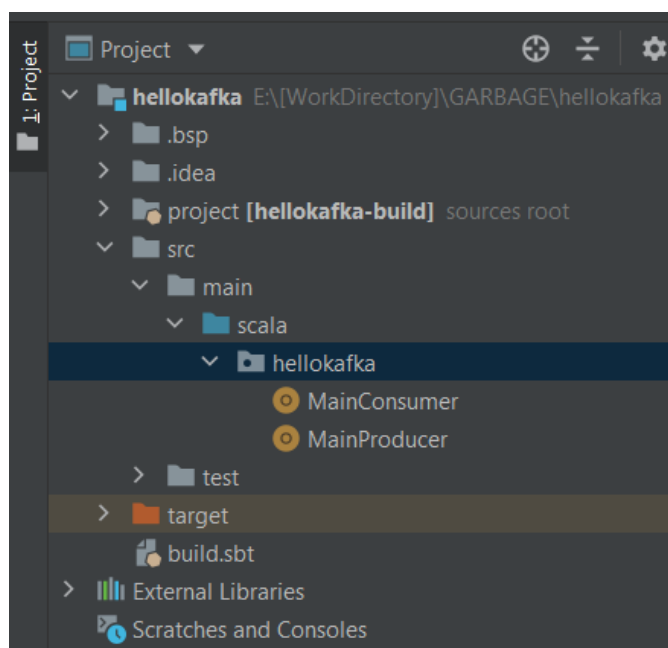 1: Project
Project
hellokafka E:\[WorkDirectory]\GARBAGE\hellokafka
.bsp
.idea
project [hellokafka-build] sources root
src
main
scala
hellokafka
MainConsumer
MainProducer
test
target
build.sbt
External Libraries
Scratches and Consoles